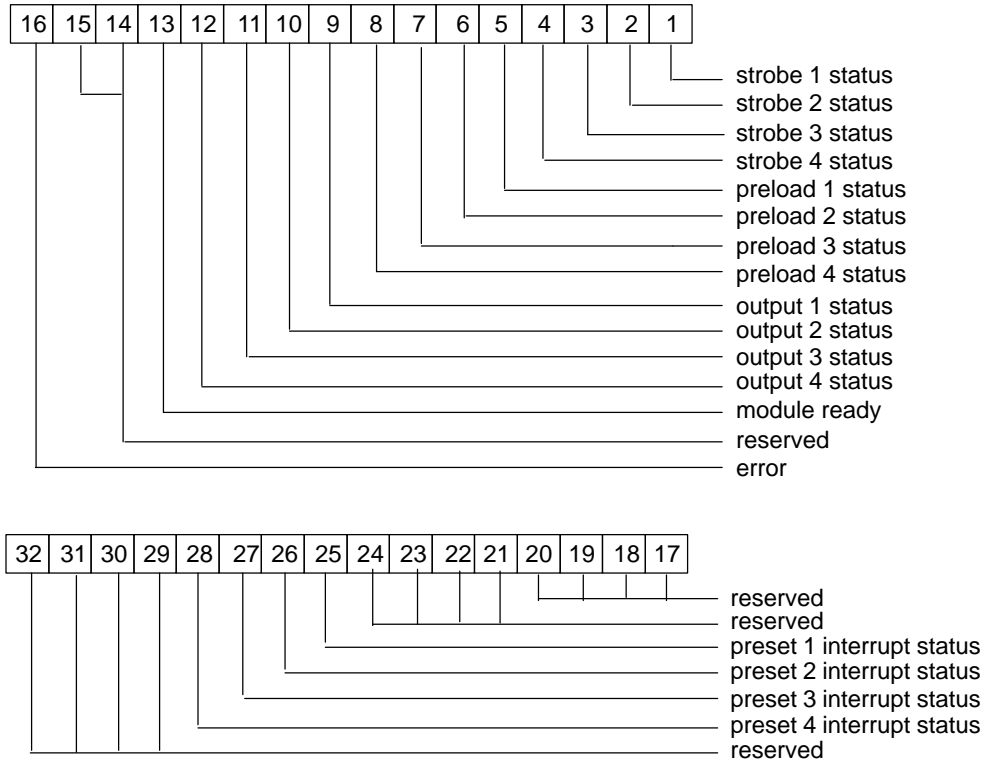 16 15 14 13 12 11 10 9 8 7 6 5 4 3 2 1
strobe 1 status
strobe 2 status
strobe 3 status
strobe 4 status
preload 1 status
preload 2 status
preload 3 status
preload 4 status
output 1 status
output 2 status
output 3 status
output 4 status
module ready
reserved
error
32 31 30 29 28 27 26 25 24 23 22 21 20 19 18 17
reserved
reserved
preset 1 interrupt status
preset 2 interrupt status
preset 3 interrupt status
preset 4 interrupt status
reserved